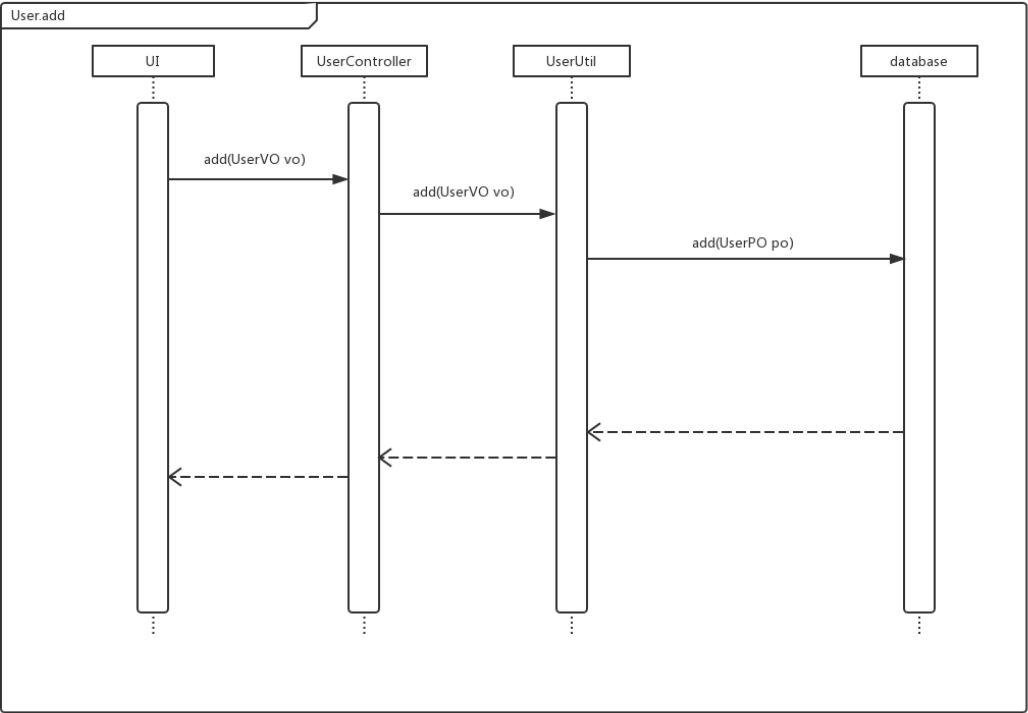 User.add
UI
UserController
UserUtil
database
add(UserVO vo)
add(UserVO vo)
add(UserPO po)